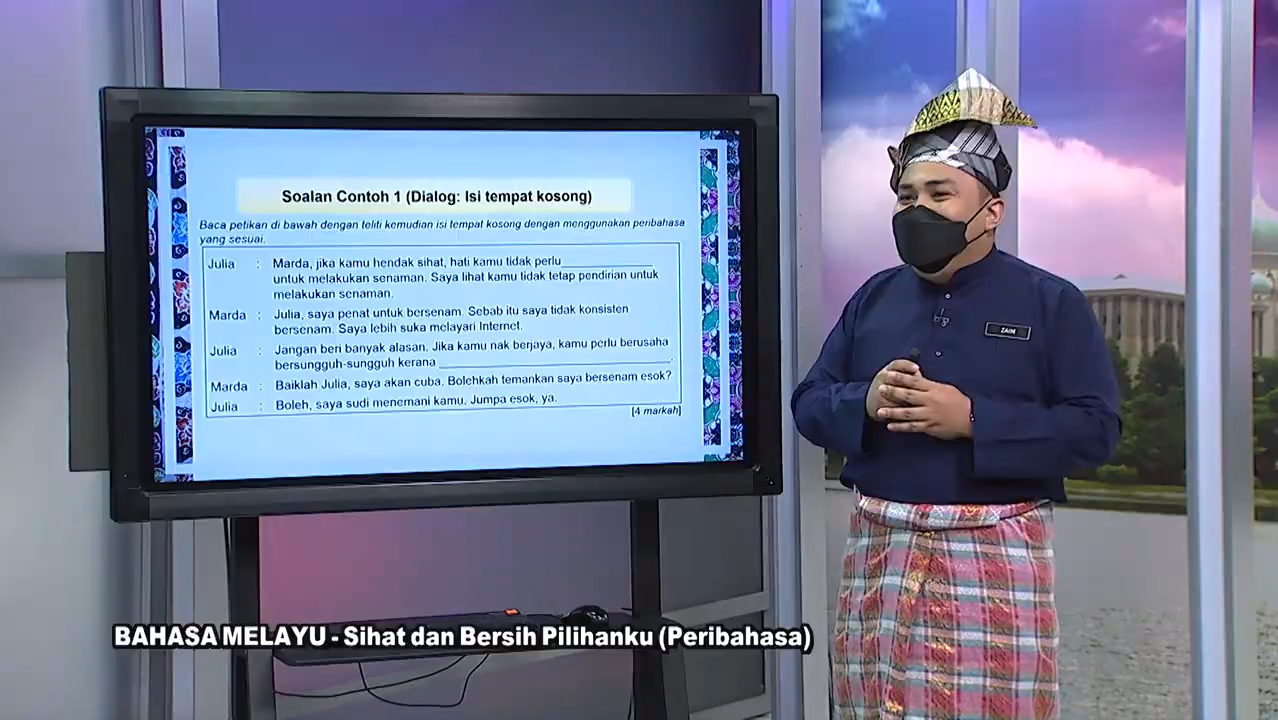 Soalan Contoh 1 (Dialog: Isi tempat kosong)
Baca petikan di bawah dengan teliti kemudian isi tempat kosong dengan menggunakan peribahasa
yang sesuai.
Julia : Marda, jika kamu hendak sihat, hati kamu tidak perlu_______________
untuk melakukan senaman. Saya lihat kamu tidak tetap pendirian untuk
melakukan senaman.
Marda : Julia, saya penat untuk bersenam. Sebab itu saya tidak konsisten
bersenam. Saya lebih suka melayari Internet.
Julia : Jangan beri banyak alasan. Jika kamu nak berjaya, kamu perlu berusaha
bersungguh-sungguh kerana _______________________________________.
Marda : Baiklah Julia, saya akan cuba. Bolehkah temankan saya bersenam esok?
Julia : Boleh, saya sudi menemani kamu. Jumpa esok, ya.
[4 markah]
ZAIM
BAHASA MELAYU - Sihat dan Bersih Pilihanku (Peribahasa)